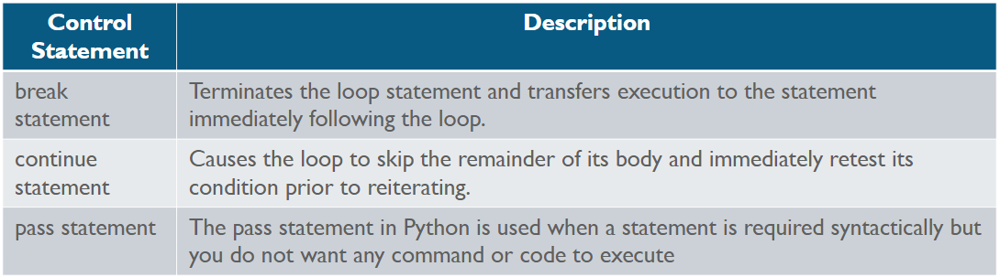 Control
Statement
Description
break
statement
Terminates the loop statement and transfers execution to the statement
immediately following the loop.
continue
statement
Causes the loop to skip the remainder of its body and immediately retest its
condition prior to reiterating.
pass statement
The pass statement in Python is used when a statement is required syntactically but
you do not want any command or code to execute